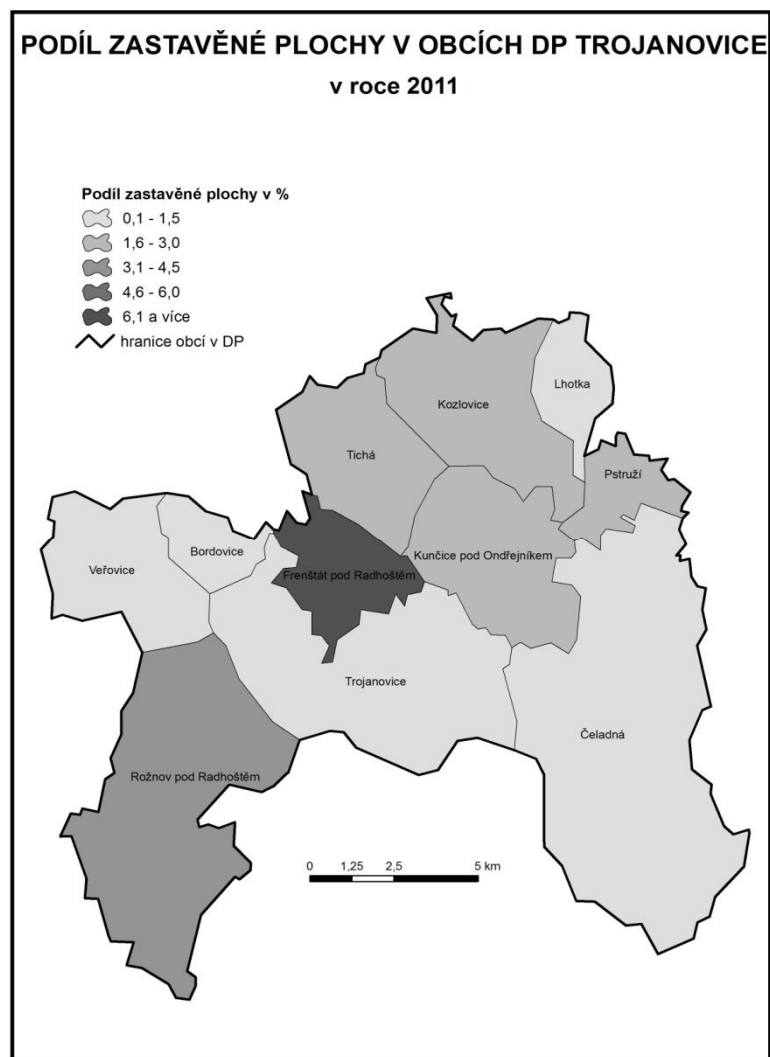 PODÍL ZASTAVĚNÉ PLOCHY V OBCÍCH DP TROJANOVICE
v roce 2011
Podíl zastavěné plochy v %
0,1 - 1,5
1,6 - 3,0
3,1 - 4,5
4,6 - 6,0
6,1 a více
hranice obcí v DP
Lhotka
Kozlovice
Tichá
Pstruží
Bordovice
Kunčice pod Ondřejníkem
Veřovice
Frenštát pod Radhoštěm
Trojanovice
Čeladná
Rožnov pod Radhoštěm
0 1,25 2,5 5 km